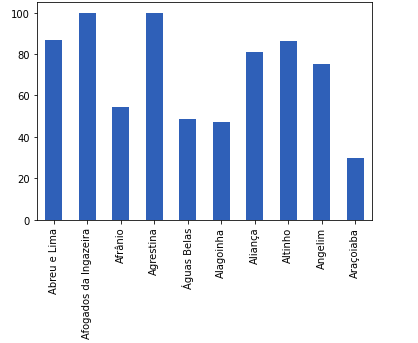 100
80
60
40
20
0
Abreu e Lima
Afogados da Ingazeira
Afrânio
Agrestina
Águas Belas
Alagoinha
Aliança
Altinho
Angelim
Araçoiaba